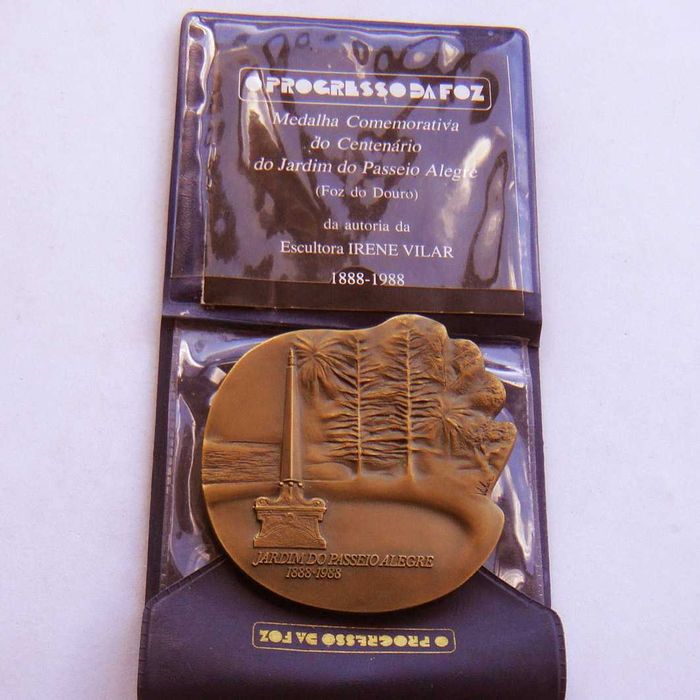 O PROGRESSO DA FOZ
Medalha Comemorativa
do Centenário
do Jardim do Passeio Alegre
(Foz do Douro)
da autoria da
Escultora IRENE VILAR
1888-1988
Vilar
JARDIM DO PASSEIO ALEGRE
1888-1988
O PROGRESSO DA FOZ